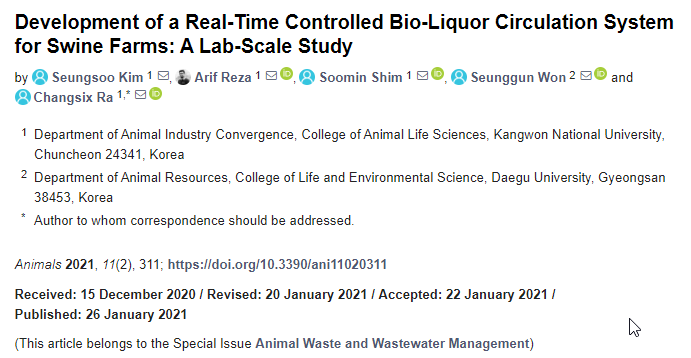 Development of a Real-Time Controlled Bio-Liquor Circulation System
for Swine Farms: A Lab-Scale Study
by Seungsoo Kim 1, Arif Reza 1 iD, Soomin Shim 1 iD, Seunggun Won 2 iD and
Changsix Ra 1,* iD
1 Department of Animal Industry Convergence, College of Animal Life Sciences, Kangwon National University,
Chuncheon 24341, Korea
2 Department of Animal Resources, College of Life and Environmental Science, Daegu University, Gyeongsan
38453, Korea
* Author to whom correspondence should be addressed.
Animals 2021, 11(2), 311; https://doi.org/10.3390/ani11020311
Received: 15 December 2020 / Revised: 20 January 2021 / Accepted: 22 January 2021 /
Published: 26 January 2021
(This article belongs to the Special Issue Animal Waste and Wastewater Management)